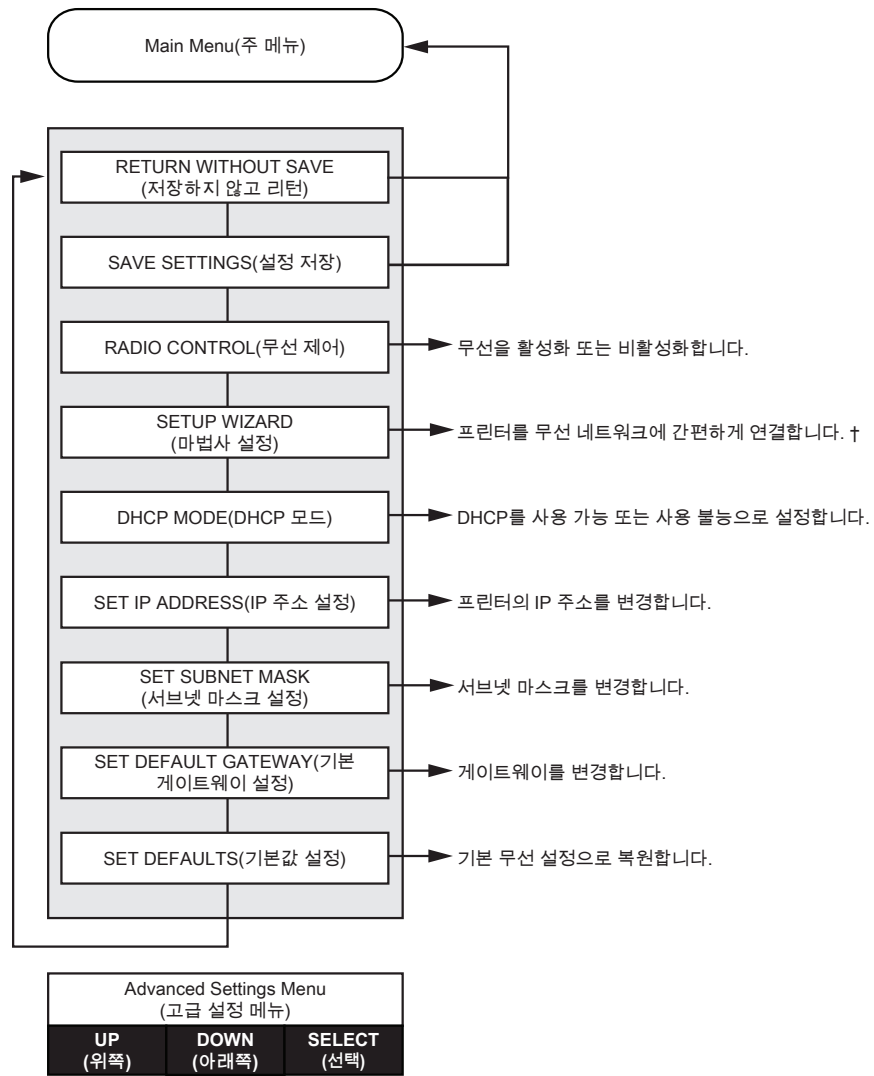 Main Menu(주 메뉴)
RETURN WITHOUT SAVE
(저장하지 않고 리턴)
SAVE SETTINGS(설정 저장)
RADIO CONTROL(무선 제어)
무선을 활성화 또는 비활성화합니다.
SETUP WIZARD
(마법사 설정)
프린터를 무선 네트워크에 간편하게 연결합니다. †
DHCP MODE(DHCP 모드)
DHCP를 사용 가능 또는 사용 불능으로 설정합니다.
SET IP ADDRESS(IP 주소 설정)
프린터의 IP 주소를 변경합니다.
SET SUBNET MASK
(서브넷 마스크 설정)
서브넷 마스크를 변경합니다.
SET DEFAULT GATEWAY(기본
게이트웨이 설정)
게이트웨이를 변경합니다.
SET DEFAULTS(기본값 설정)
기본 무선 설정으로 복원합니다.
Advanced Settings Menu
(고급 설정 메뉴)
UP
(위쪽)
DOWN
(아래쪽)
SELECT
(선택)